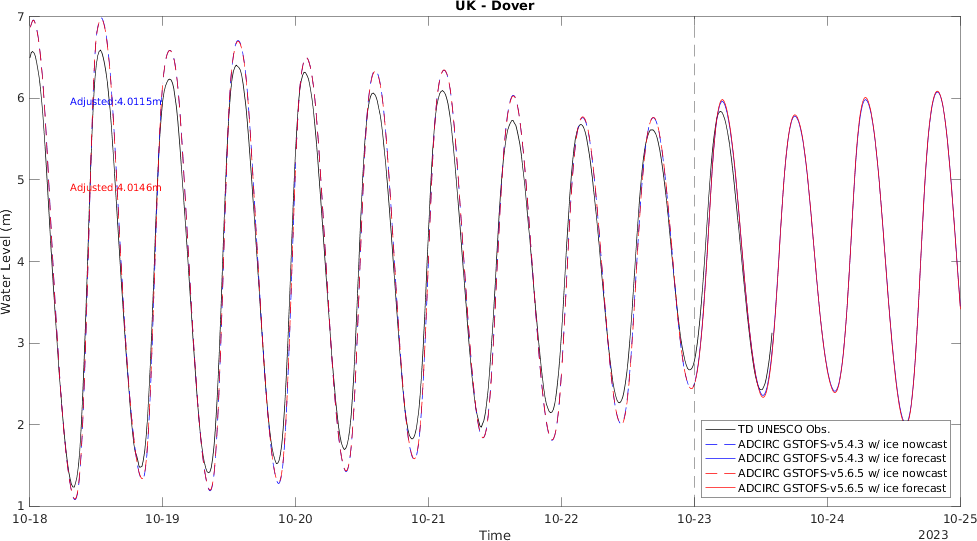 UK - Dover
7
6
5
4
3
2
1
Water Level (m)
Adjusted:4.0115m
Adjusted:4.0146m
TD UNESCO Obs.
ADCIRC GSTOFS-v5.4.3 w/ ice nowcast
ADCIRC GSTOFS-v5.4.3 w/ ice forecast
ADCIRC GSTOFS-v5.6.5 w/ ice nowcast
ADCIRC GSTOFS-v5.6.5 w/ ice forecast
10-18 10-19 10-20 10-21 10-22 10-23 10-24 10-25
Time
2023